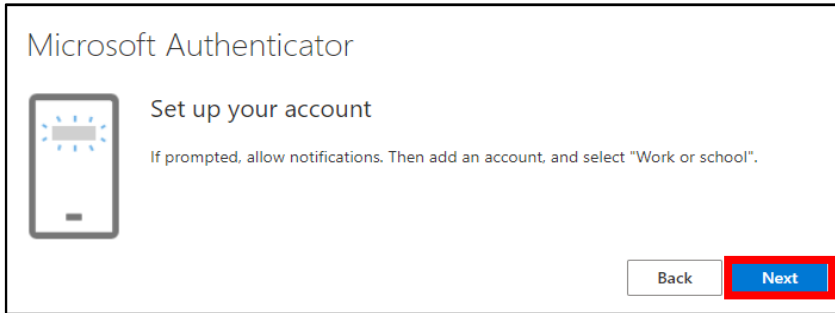 Microsoft Authenticator
Set up your account
If prompted, allow notifications. Then add an account, and select "Work or school".
Back
Next